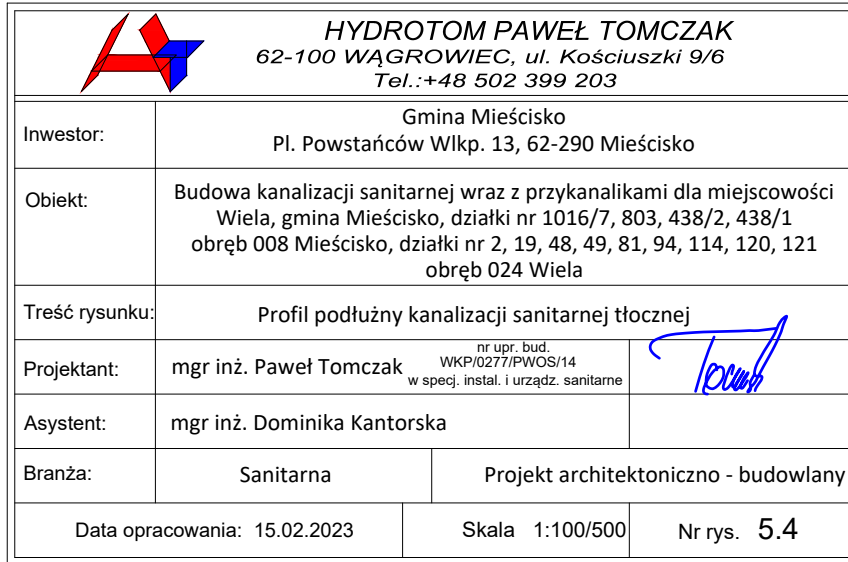 HYDROTOM PAWEŁ TOMCZAK
62-100 WĄGROWIEC, ul. Kościuszki 9/6
Tel.:+48 502 399 203
Inwestor:
Gmina Mieścisko
Pl. Powstańców Wlkp. 13, 62-290 Mieścisko
Obiekt:
Budowa kanalizacji sanitarnej wraz z przykanalikami dla miejscowości
Wiela, gmina Mieścisko, działki nr 1016/7, 803, 438/2, 438/1
obręb 008 Mieścisko, działki nr 2, 19, 48, 49, 81, 94, 114, 120, 121
obręb 024 Wiela
Treść rysunku:
Profil podłużny kanalizacji sanitarnej tłocznej
Projektant:
mgr inż. Paweł Tomczak
nr upr. bud.
WKP/0277/PWOS/14
w specj. instal. i urządz. sanitarne
Asystent:
mgr inż. Dominika Kantorska
Branża:
Sanitarna
Projekt architektoniczno - budowlany
Data opracowania: 15.02.2023
Skala 1:100/500
Nr rys. 5.4